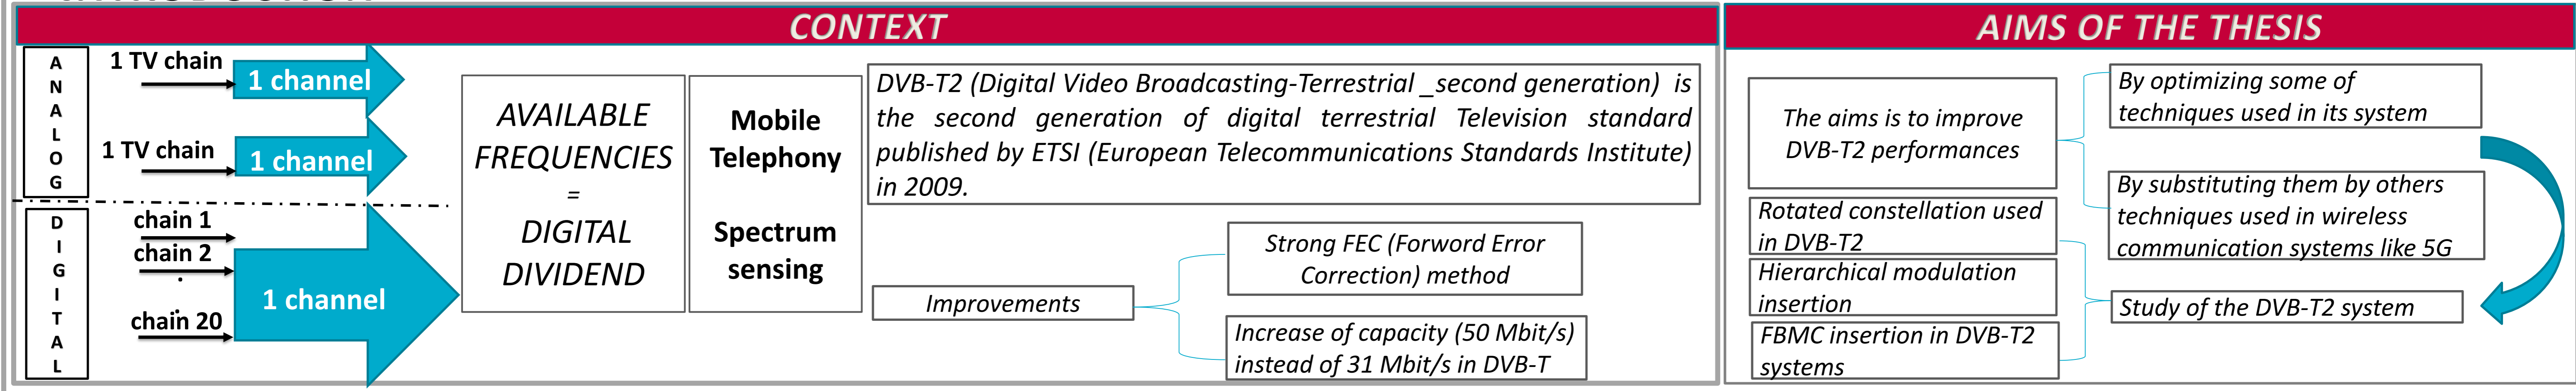 CONTEXT
A
N
A
L
O
G
1 TV chain
1 channel
1 TV chain
1 channel
D
I
G
I
T
A
L
chain 1
chain 2
.
.
chain 20
1 channel
AVAILABLE
FREQUENCIES
=
DIGITAL
DIVIDEND
Mobile
Telephony
Spectrum
sensing
DVB-T2 (Digital Video Broadcasting-Terrestrial _second generation) is
the second generation of digital terrestrial Television standard
published by ETSI (European Telecommunications Standards Institute)
in 2009.
Improvements
Strong FEC (Forword Error
Correction) method
Increase of capacity (50 Mbit/s)
instead of 31 Mbit/s in DVB-T
AIMS OF THE THESIS
The aims is to improve
DVB-T2 performances
By optimizing some of
techniques used in its system
By substituting them by others
techniques used in wireless
communication systems like 5G
Rotated constellation used
in DVB-T2
Hierarchical modulation
insertion
FBMC insertion in DVB-T2
systems
Study of the DVB-T2 system